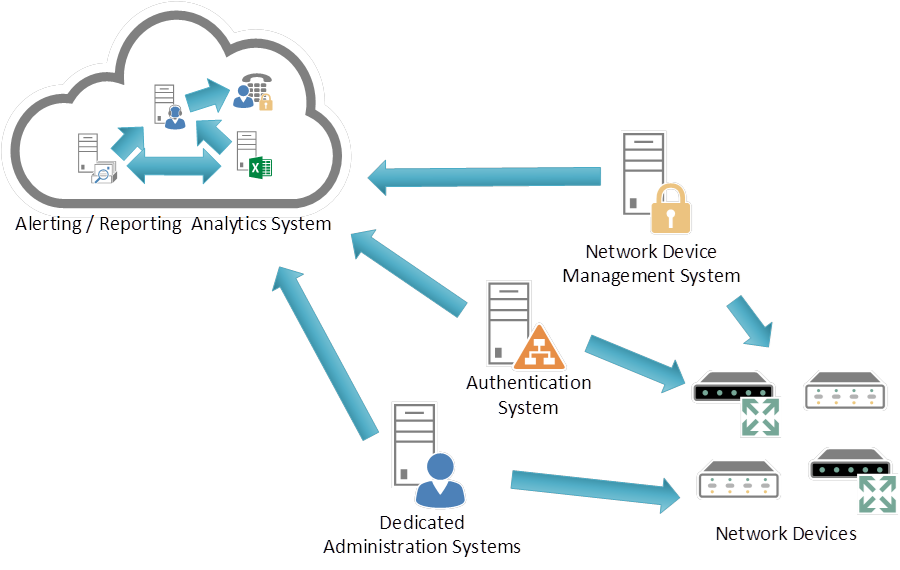 Alerting / Reporting Analytics System
Network Device
Management System
Authentication
System
Dedicated
Administration Systems
Network Devices